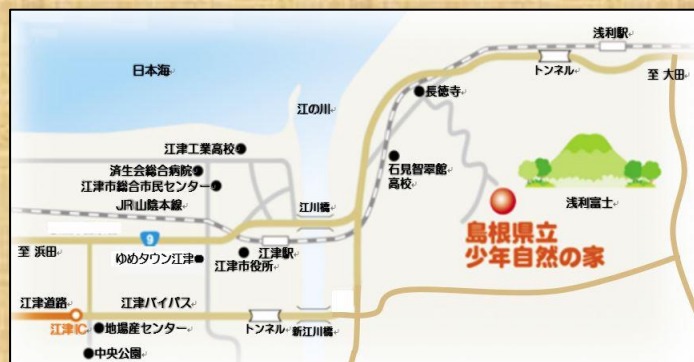 浅利駅
日本海
トンネル
至 大田
長徳寺
江の川
江津工業高校
済生会総合病院
石見智翠館
高校
江津市総合市民センター
JR山陰本線
江川橋
浅利富士
島根県立
少年自然の家
9
至 浜田
ゆめタウン江津
江津駅
江津市役所
江津道路
江津バイパス
江津IC
地場産センター
トンネル
新江川橋
中央公園